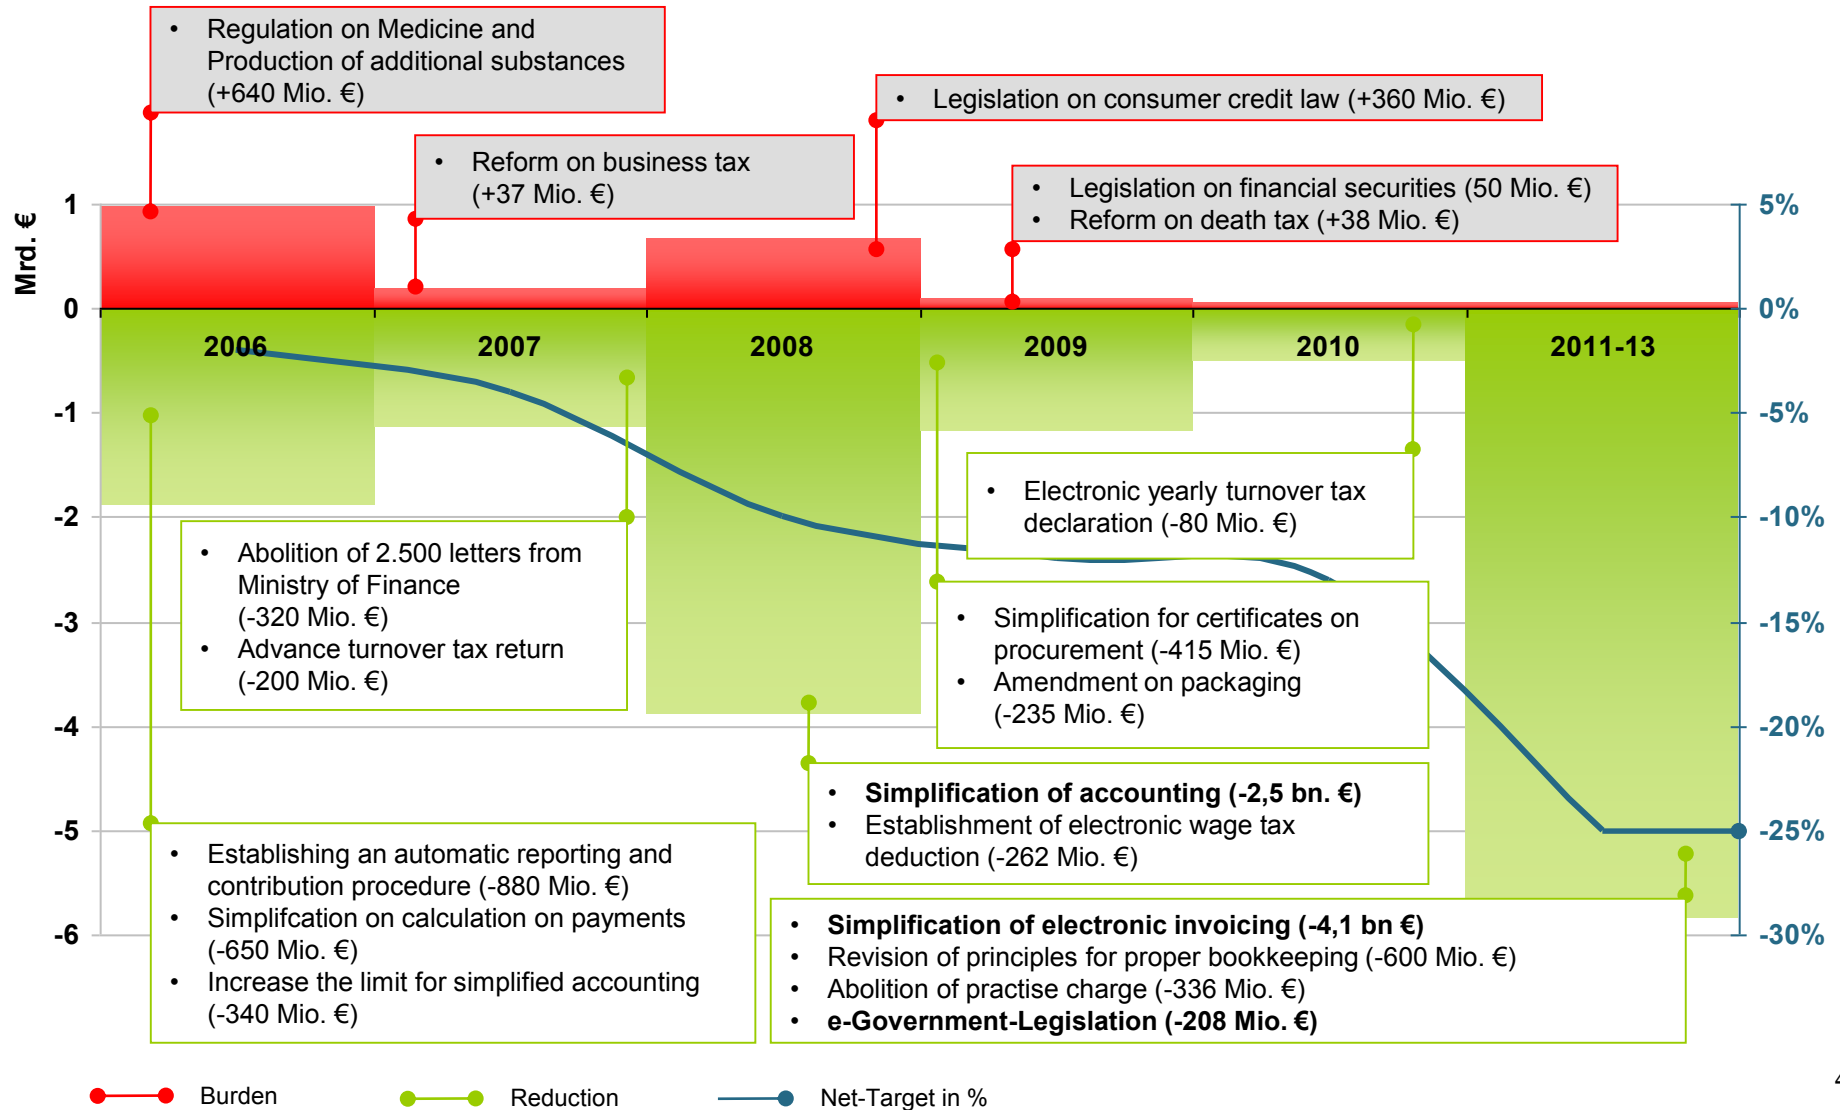 • Regulation on Medicine and
Production of additional substances
(+640 Mio. €)
• Legislation on consumer credit law (+360 Mio. €)
• Reform on business tax
(+37 Mio. €)
• Legislation on financial securities (50 Mio. €)
• Reform on death tax (+38 Mio. €)
Mrd. €
1
0
-1
-2
-3
-4
-5
-6
5%
0%
-5%
-10%
-15%
-20%
-25%
-30%
2006
2007
2008
2009
2010
2011-13
• Electronic yearly turnover tax
declaration (-80 Mio. €)
• Abolition of 2.500 letters from
Ministry of Finance
(-320 Mio. €)
• Advance turnover tax return
(-200 Mio. €)
• Simplification for certificates on
procurement (-415 Mio. €)
• Amendment on packaging
(-235 Mio. €)
• Simplification of accounting (-2,5 bn. €)
• Establishment of electronic wage tax
deduction (-262 Mio. €)
• Establishing an automatic reporting and
contribution procedure (-880 Mio. €)
• Simplifcation on calculation on payments
(-650 Mio. €)
• Increase the limit for simplified accounting
(-340 Mio. €)
• Simplification of electronic invoicing (-4,1 bn €)
• Revision of principles for proper bookkeeping (-600 Mio. €)
• Abolition of practise charge (-336 Mio. €)
• e-Government-Legislation (-208 Mio. €)
Burden
Reduction
Net-Target in %